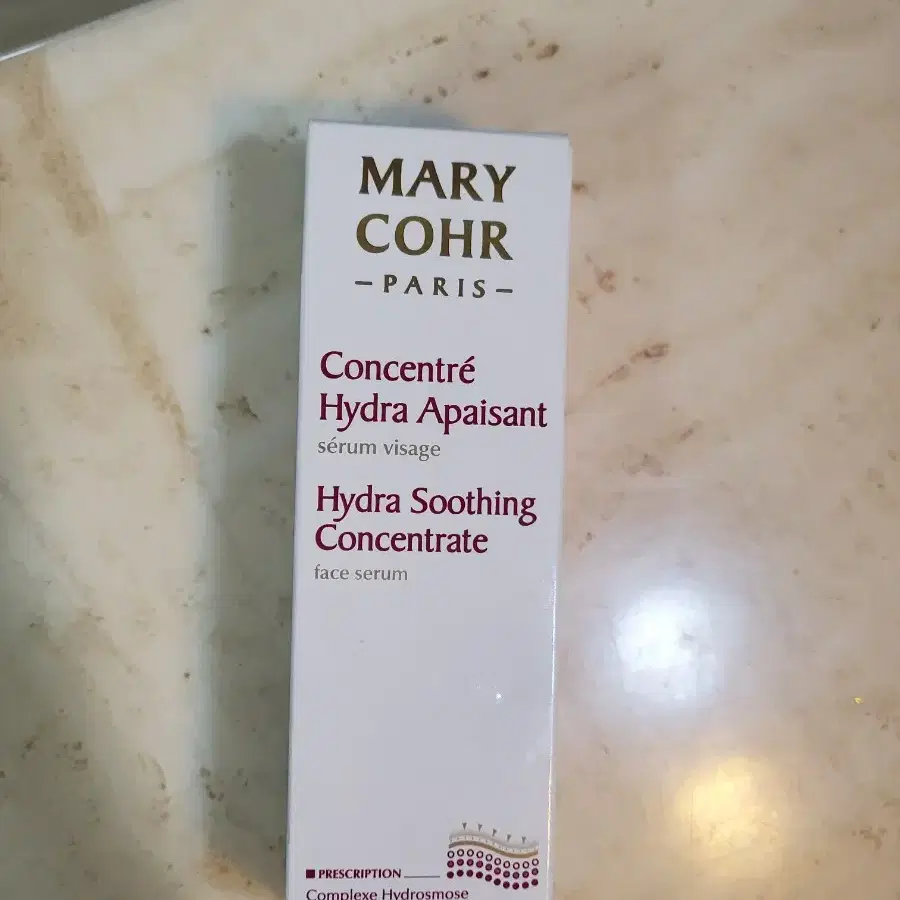 MARY
COHR
–PARIS–
Concentré
Hydra Apaisant
sérum visage
Hydra Soothing
Concentrate
face serum
PRESCRIPTION
Complexe Hydrosmose